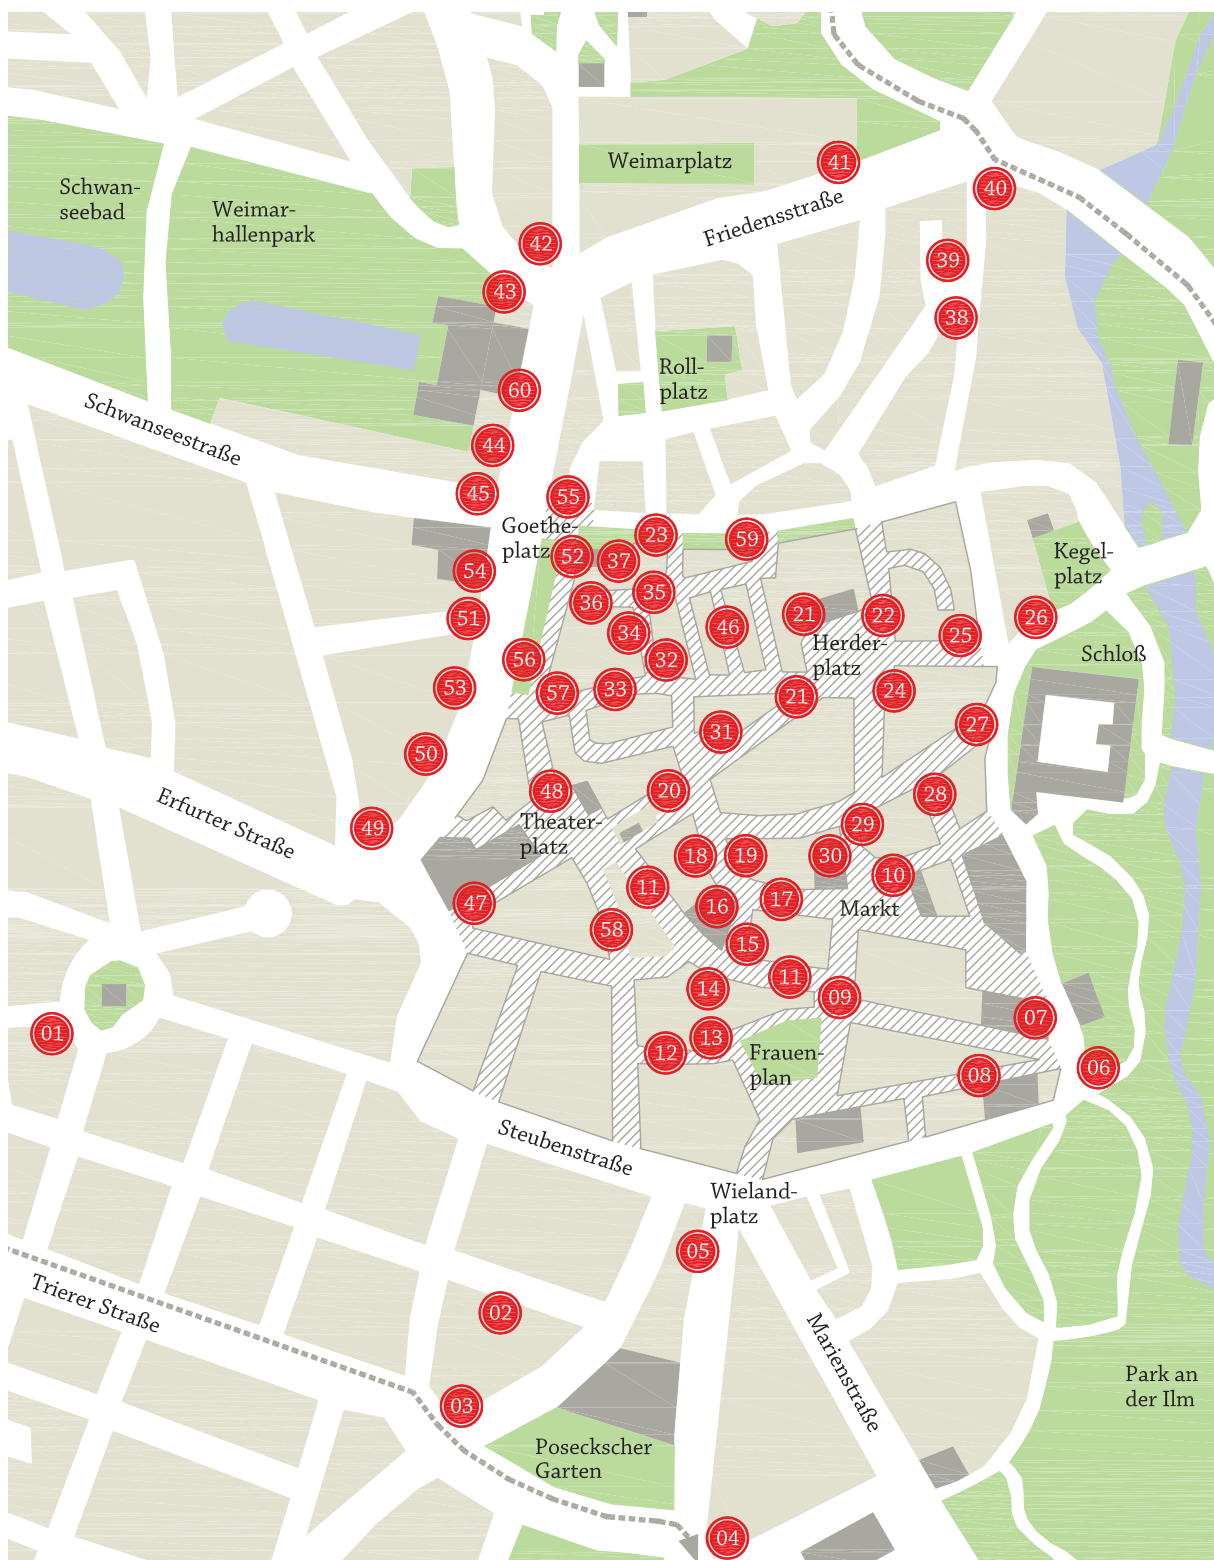 41
Weimarplatz
40
Schwan-
seebad
Weimar-
hallenpark
Friedensstraße
42
39
43
38
Roll-
platz
60
Schwanseestraße
44
45
55
Goethe-
platz
23
59
52
37
54
Kegel-
platz
36
35
51
34
46
21
22
26
25
Herder-
platz
Schloß
56
32
53
57
33
21
24
31
27
50
48
20
28
Erfurter Straße
49
Theater-
platz
29
18
19
30
10
11
47
16
17
Markt
58
15
11
14
09
01
07
13
12
Frauen-
plan
08
06
Steubenstraße
Wieland-
platz
05
Trierer Straße
02
Marienstraße
Park an
der Ilm
03
Poseckscher
Garten
04